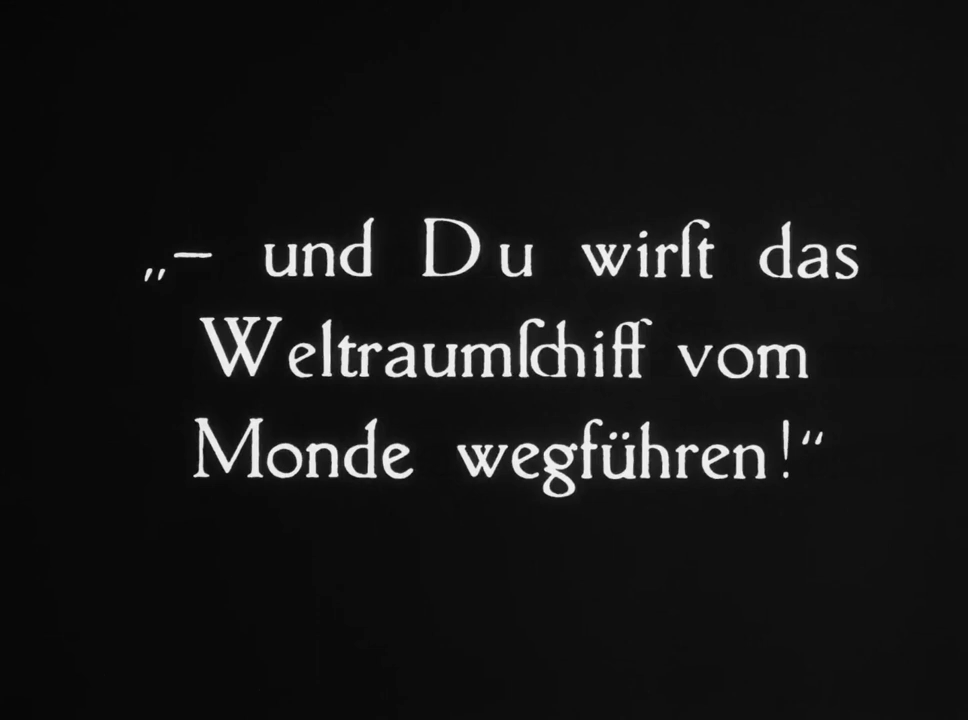 „— und Du wirſt das
Weltraumſchiff vom
Monde wegführen!“